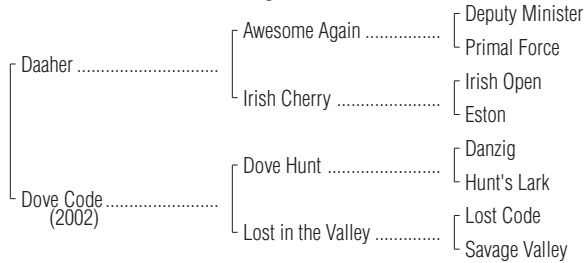 Deputy Minister
Awesome Again ................
Primal Force
Daaher ..............................
Irish Open
Irish Cherry .......................
Eston
Danzig
Dove Hunt .........................
Hunt's Lark
Dove Code ........................
(2002)
Lost Code
Lost in the Valley ................
Savage Valley